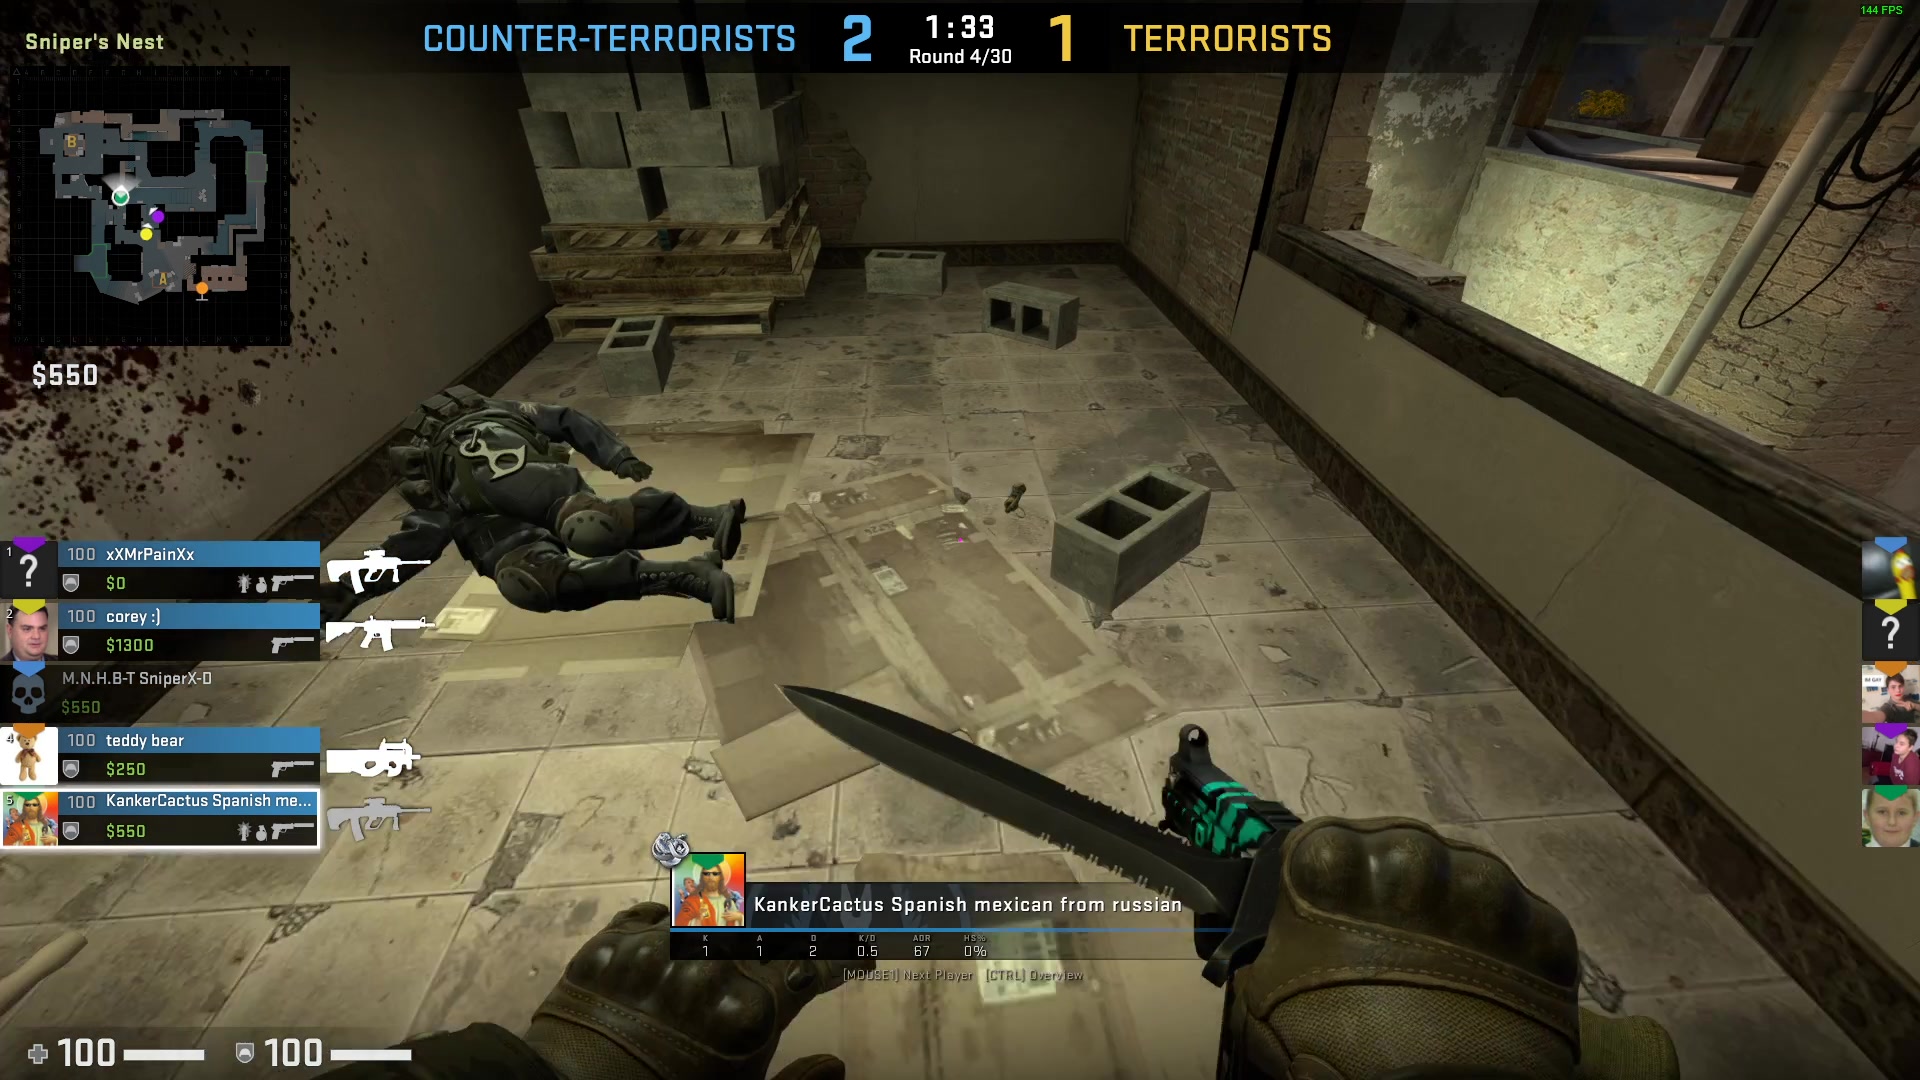 144 FPS
Sniper's Nest
COUNTER-TERRORISTS 2 1:33 1 TERRORISTS
Round 4/30
B
A
$550
1 ? 100 xXMrPainXx
$0
2 100 corey :)
$1300
M.N.H.B-T SniperX-D
$550
4 100 teddy bear
$250
5 100 KankerCactus Spanish me...
$550
?
KankerCactus Spanish mexican from russian
K A D K/D ADR HS%
1 1 2 0.5 67 0%
[MOUSE1] Next Player [CTRL] Overview
100 100